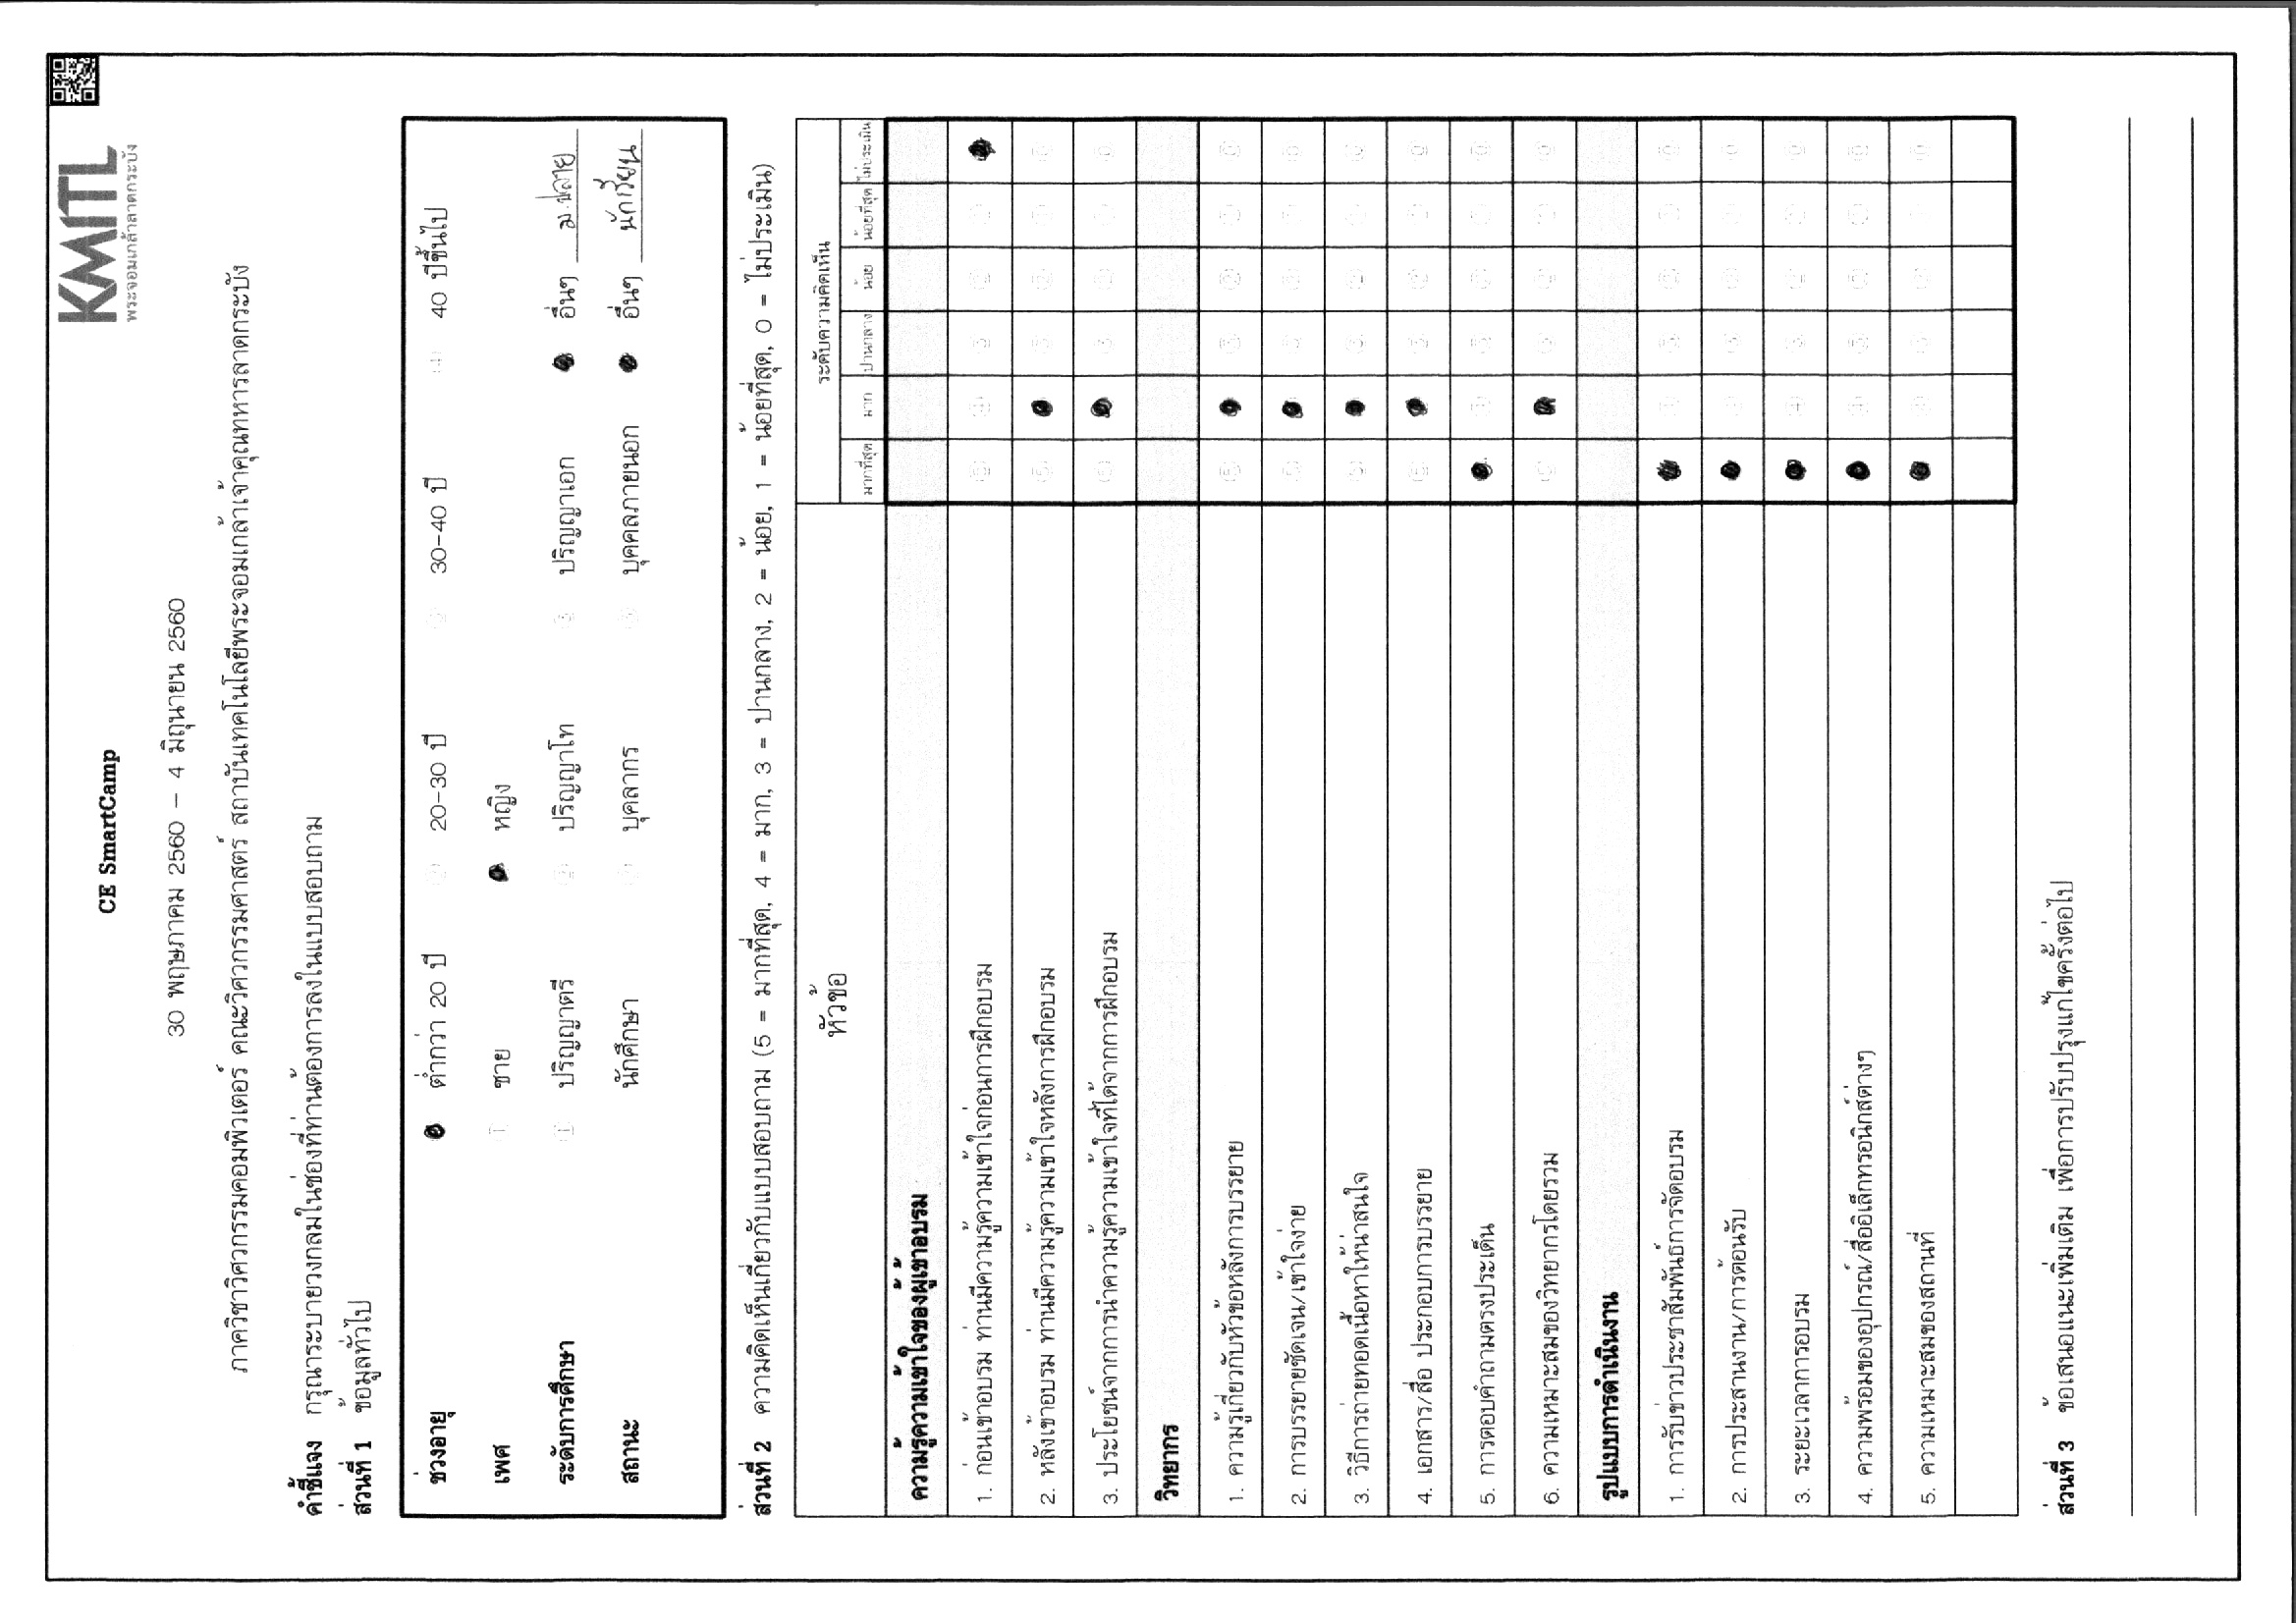 KMITL
พระจอมเกล้าลาดกระบัง
CE SmartCamp
30 พฤษภาคม 2560 – 4 มิถุนายน 2560
ภาควิชาวิศวกรรมคอมพิวเตอร์ คณะวิศวกรรมศาสตร์ สถาบันเทคโนโลยีพระจอมเกล้าเจ้าคุณทหารลาดกระบัง
คำชี้แจง กรุณาระบายวงกลมในช่องที่ท่านต้องการลงในแบบสอบถาม
ส่วนที่ 1 ข้อมูลทั่วไป
ช่วงอายุ ต่ำกว่า 20 ปี 20-30 ปี 30-40 ปี 40 ปีขึ้นไป
เพศ ชาย หญิง
ระดับการศึกษา ปริญญาตรี ปริญญาโท ปริญญาเอก อื่นๆ ม.ปลาย
สถานะ นักศึกษา บุคลากร บุคคลภายนอก อื่นๆ นักเรียน
ส่วนที่ 2 ความคิดเห็นเกี่ยวกับแบบสอบถาม (5 = มากที่สุด, 4 = มาก, 3 = ปานกลาง, 2 = น้อย, 1 = น้อยที่สุด, 0 = ไม่ประเมิน)
หัวข้อ ระดับความคิดเห็น
มากที่สุด มาก ปานกลาง น้อย น้อยที่สุด ไม่ประเมิน
ความรู้ความเข้าใจของผู้เข้าอบรม
1. ก่อนเข้าอบรม ท่านมีความรู้ความเข้าใจก่อนการฝึกอบรม
2. หลังเข้าอบรม ท่านมีความรู้ความเข้าใจหลังการฝึกอบรม
3. ประโยชน์จากการนำความรู้ความเข้าใจที่ได้จากการฝึกอบรม
วิทยากร
1. ความรู้เกี่ยวกับหัวข้อหลังการบรรยาย
2. การบรรยายชัดเจน/เข้าใจง่าย
3. วิธีการถ่ายทอดเนื้อหาให้น่าสนใจ
4. เอกสาร/สื่อ ประกอบการบรรยาย
5. การตอบคำถามตรงประเด็น
6. ความเหมาะสมของวิทยากรโดยรวม
รูปแบบการดำเนินงาน
1. การรับข่าวประชาสัมพันธ์การจัดอบรม
2. การประสานงาน/การต้อนรับ
3. ระยะเวลาการอบรม
4. ความพร้อมของอุปกรณ์/สื่ออิเล็กทรอนิกส์ต่างๆ
5. ความเหมาะสมของสถานที่
ส่วนที่ 3 ข้อเสนอแนะเพิ่มเติม เพื่อการปรับปรุงแก้ไขครั้งต่อไป